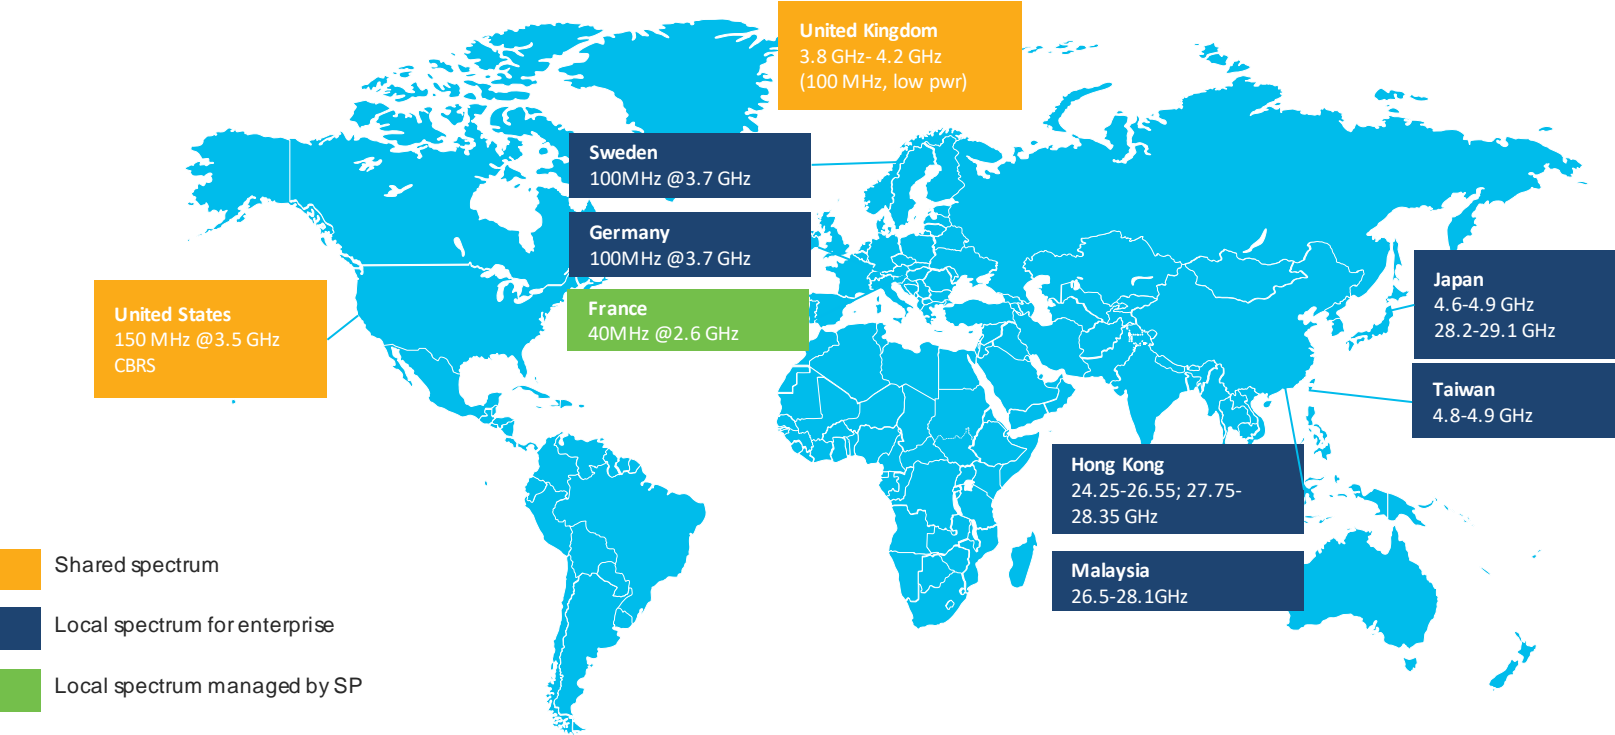 United Kingdom
3.8 GHz- 4.2 GHz
(100 MHz, low pwr)
Sweden
100MHz @3.7 GHz
Germany
100MHz @3.7 GHz
France
40MHz @2.6 GHz
United States
150 MHz @3.5 GHz
CBRS
Japan
4.6-4.9 GHz
28.2-29.1 GHz
Taiwan
4.8-4.9 GHz
Hong Kong
24.25-26.55; 27.75-
28.35 GHz
Malaysia
26.5-28.1GHz
Shared spectrum
Local spectrum for enterprise
Local spectrum managed by SP